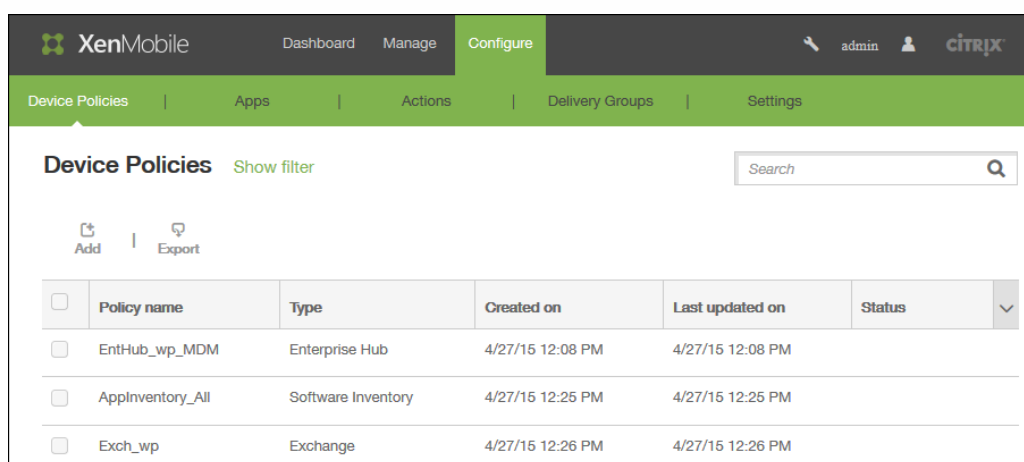 XenMobile Dashboard Manage Configure admin CİTRIX
Device Policies | Apps | Actions | Delivery Groups | Settings
Device Policies Show filter Search
Add | Export
Policy name Type Created on Last updated on Status
EntHub_wp_MDM Enterprise Hub 4/27/15 12:08 PM 4/27/15 12:08 PM
AppInventory_All Software Inventory 4/27/15 12:25 PM 4/27/15 12:25 PM
Exch_wp Exchange 4/27/15 12:26 PM 4/27/15 12:26 PM